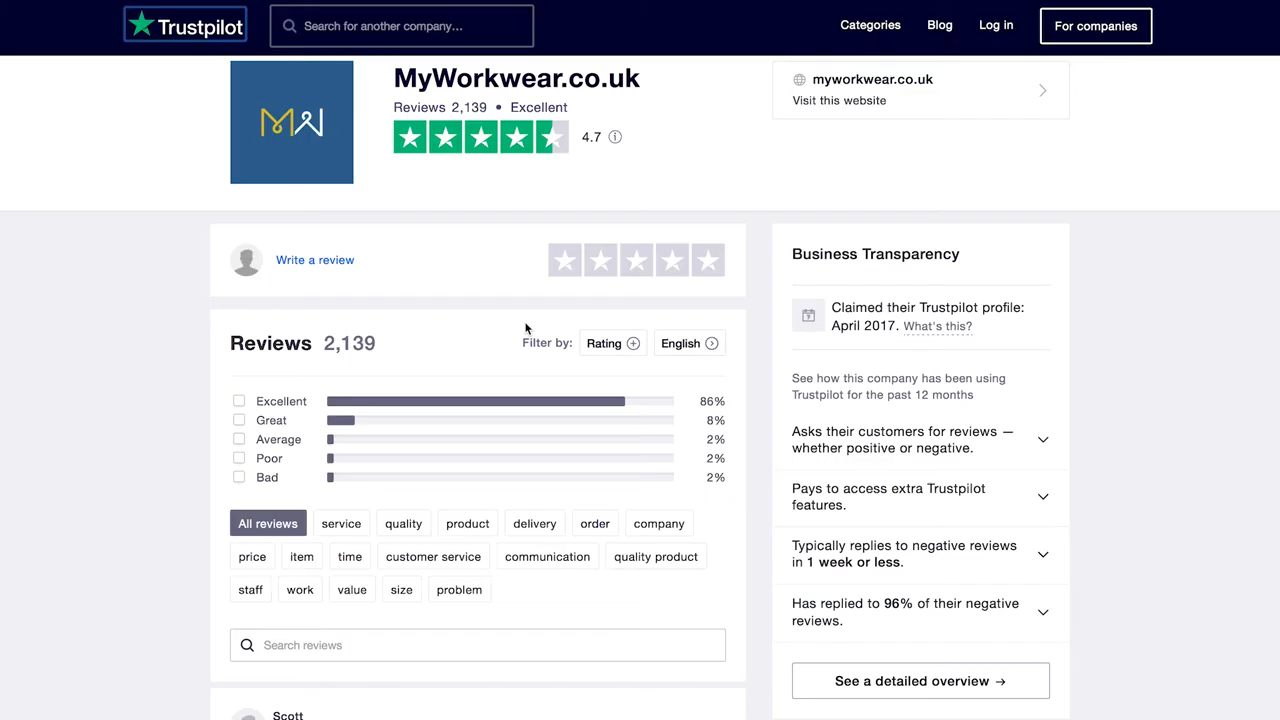 Trustpilot
Search for another company...
Categories
Blog
Log in
For companies
MW
MyWorkwear.co.uk
Reviews 2,139 • Excellent
4.7
myworkwear.co.uk
Visit this website
Write a review
Reviews 2,139
Filter by:
Rating
English
Excellent 86%
Great 8%
Average 2%
Poor 2%
Bad 2%
All reviews service quality product delivery order company
price item time customer service communication quality product
staff work value size problem
Search reviews
Scott
Business Transparency
Claimed their Trustpilot profile:
April 2017. What's this?
See how this company has been using
Trustpilot for the past 12 months
Asks their customers for reviews —
whether positive or negative.
Pays to access extra Trustpilot
features.
Typically replies to negative reviews
in 1 week or less.
Has replied to 96% of their negative
reviews.
See a detailed overview →